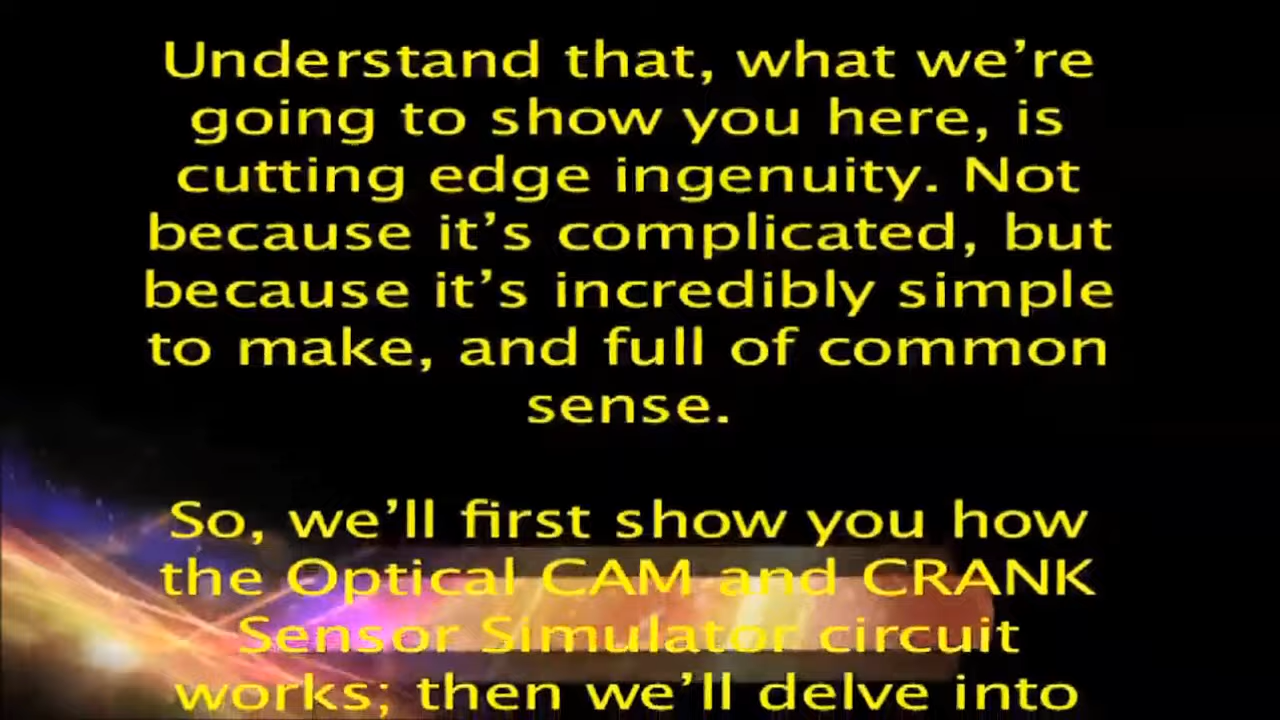 Understand that, what we’re
going to show you here, is
cutting edge ingenuity. Not
because it’s complicated, but
because it’s incredibly simple
to make, and full of common
sense.
So, we’ll first show you how
the Optical CAM and CRANK
Sensor Simulator circuit
works; then we’ll delve into